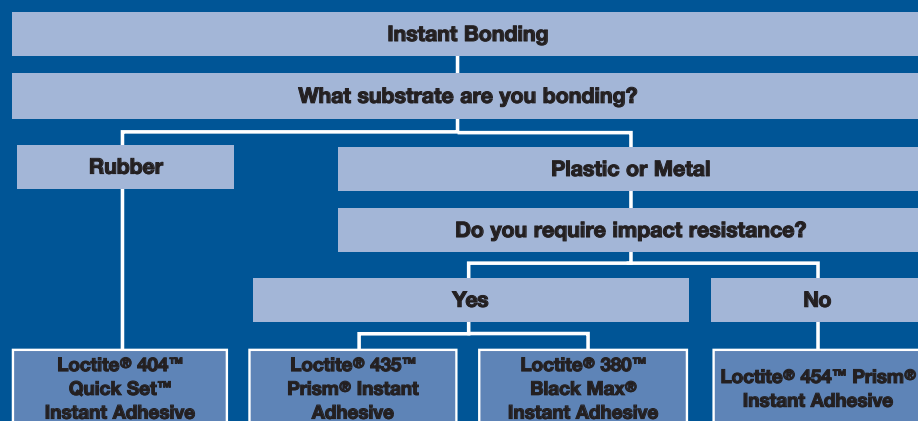 Instant Bonding
What substrate are you bonding?
Rubber
Plastic or Metal
Do you require impact resistance?
Yes
No
Loctite® 404™
Quick Set™
Instant Adhesive
Loctite® 435™
Prism® Instant
Adhesive
Loctite® 380™
Black Max®
Instant Adhesive
Loctite® 454™ Prism®
Instant Adhesive